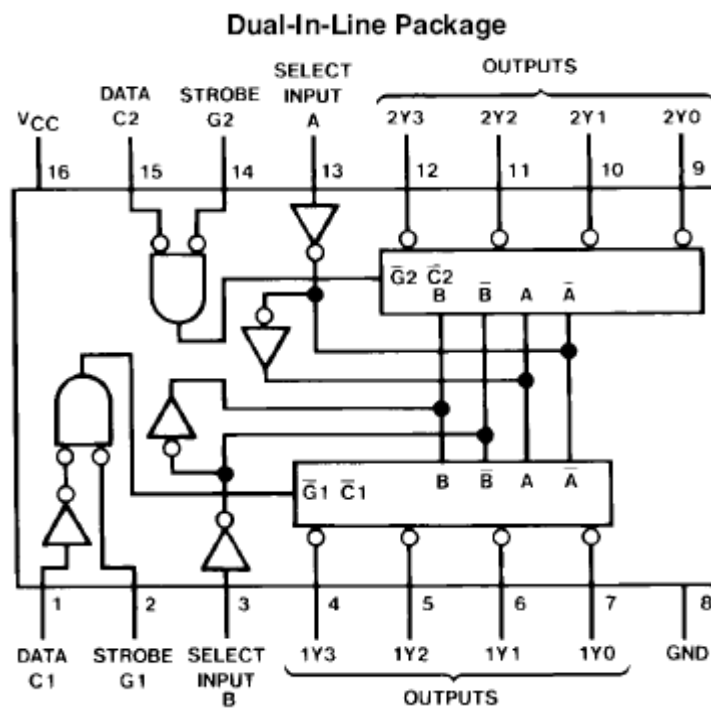 Dual-In-Line Package
OUTPUTS
SELECT
INPUT
A
DATA
C2
STROBE
G2
VCC
2Y3 2Y2 2Y1 2Y0
16 15 14 13 12 11 10 9
G̅2 C̅2
B B̅ A A̅
B B̅ A A̅
G̅1 C̅1
1 2 3 4 5 6 7 8
DATA
C1
STROBE
G1
SELECT
INPUT
B
1Y3 1Y2 1Y1 1Y0
GND
OUTPUTS